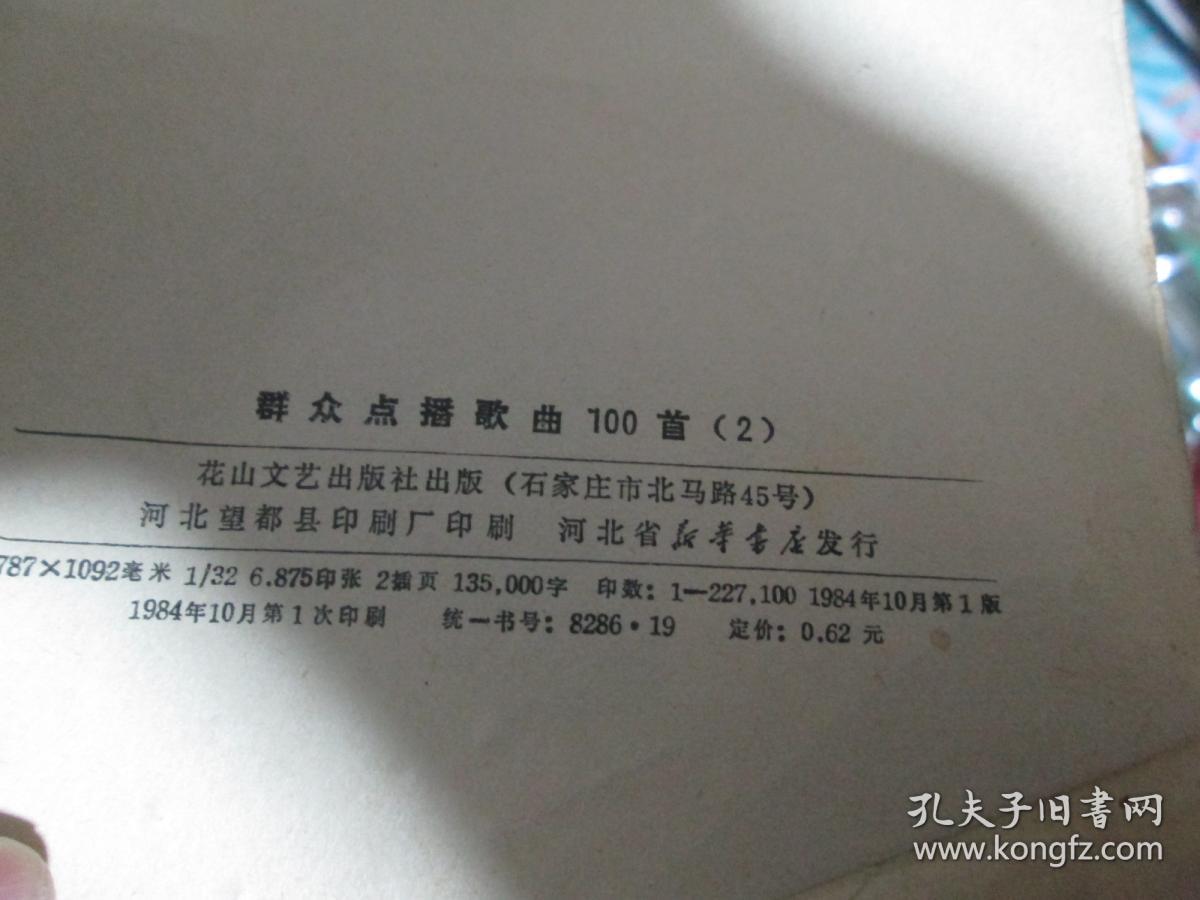 群众点播歌曲100首（2）
花山文艺出版社出版（石家庄市北马路45号）
河北望都县印刷厂印刷 河北省新华书店发行
787×1092毫米 1/32 6.875印张 2插页 135,000字 印数：1—227,100 1984年10月第1版
1984年10月第1次印刷 统一书号：8286·19 定价：0.62元
孔夫子旧書网
www.kongfz.com